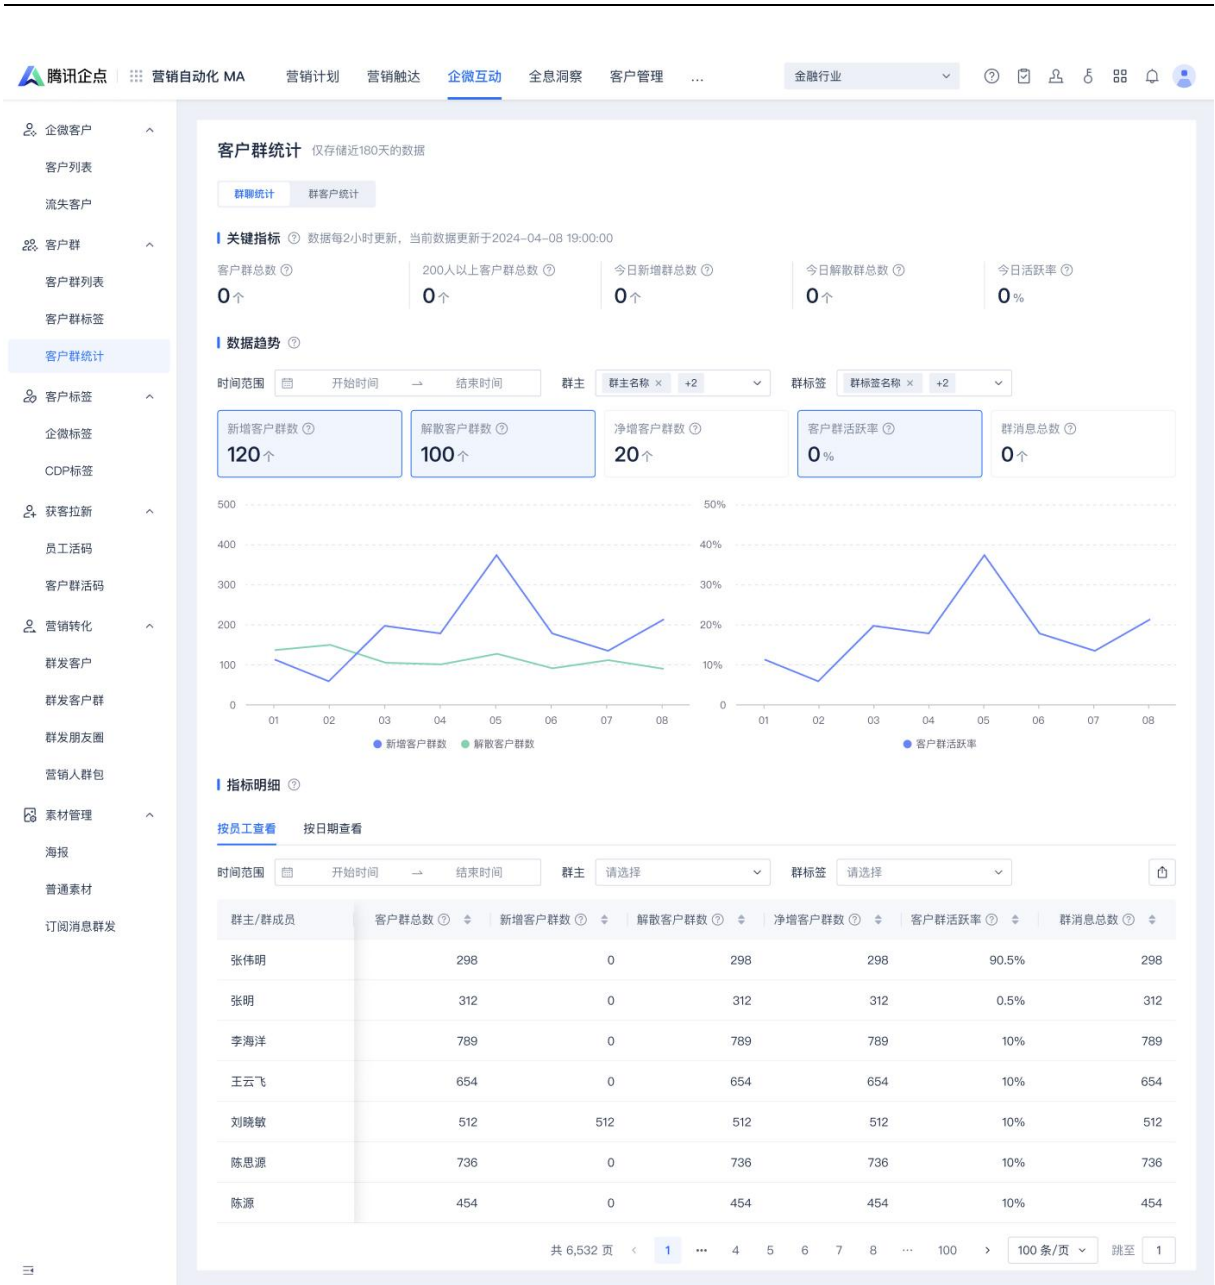 腾讯企点 营销自动化 MA 营销计划 营销触达 企微互动 全息洞察 客户管理 ... 金融行业
企微客户
客户列表
流失客户
客户群
客户群列表
客户群标签
客户群统计
客户标签
企微标签
CDP标签
获客拉新
员工活码
客户群活码
营销转化
群发客户
群发客户群
群发朋友圈
营销人群包
素材管理
海报
普通素材
订阅消息群发
客户群统计 仅存储近180天的数据
群聊统计 群客户统计
关键指标 数据每2小时更新，当前数据更新于2024-04-08 19:00:00
客户群总数 200人以上客户群总数 今日新增群总数 今日解散群总数 今日活跃率
0个 0个 0个 0个 0%
数据趋势
时间范围 开始时间 → 结束时间 群主 群主名称 × +2 群标签 群标签名称 × +2
新增客户群数 解散客户群数 净增客户群数 客户群活跃率 群消息总数
120个 100个 20个 0% 0个
500 50%
400 40%
300 30%
200 20%
100 10%
0 0
01 02 03 04 05 06 07 08 01 02 03 04 05 06 07 08
新增客户群数 解散客户群数 客户群活跃率
指标明细
按员工查看 按日期查看
时间范围 开始时间 → 结束时间 群主 请选择 群标签 请选择
群主/群成员 客户群总数 新增客户群数 解散客户群数 净增客户群数 客户群活跃率 群消息总数
张伟明 298 0 298 298 90.5% 298
张明 312 0 312 312 0.5% 312
李海洋 789 0 789 789 10% 789
王云飞 654 0 654 654 10% 654
刘晓敏 512 512 512 512 10% 512
陈思源 736 0 736 736 10% 736
陈源 454 0 454 454 10% 454
共 6,532 页 ‹ 1 ··· 4 5 6 7 8 ··· 100 › 100 条/页 跳至 1